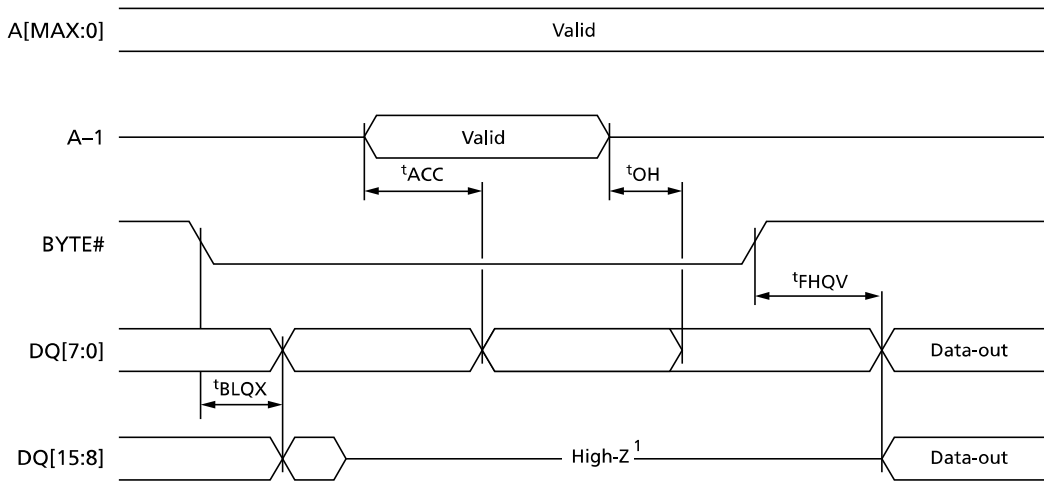 A[MAX:0] Valid
A–1 Valid
tACC tOH
BYTE#
tFHQV
DQ[7:0] Data-out
tBLQX
DQ[15:8] High-Z 1 Data-out